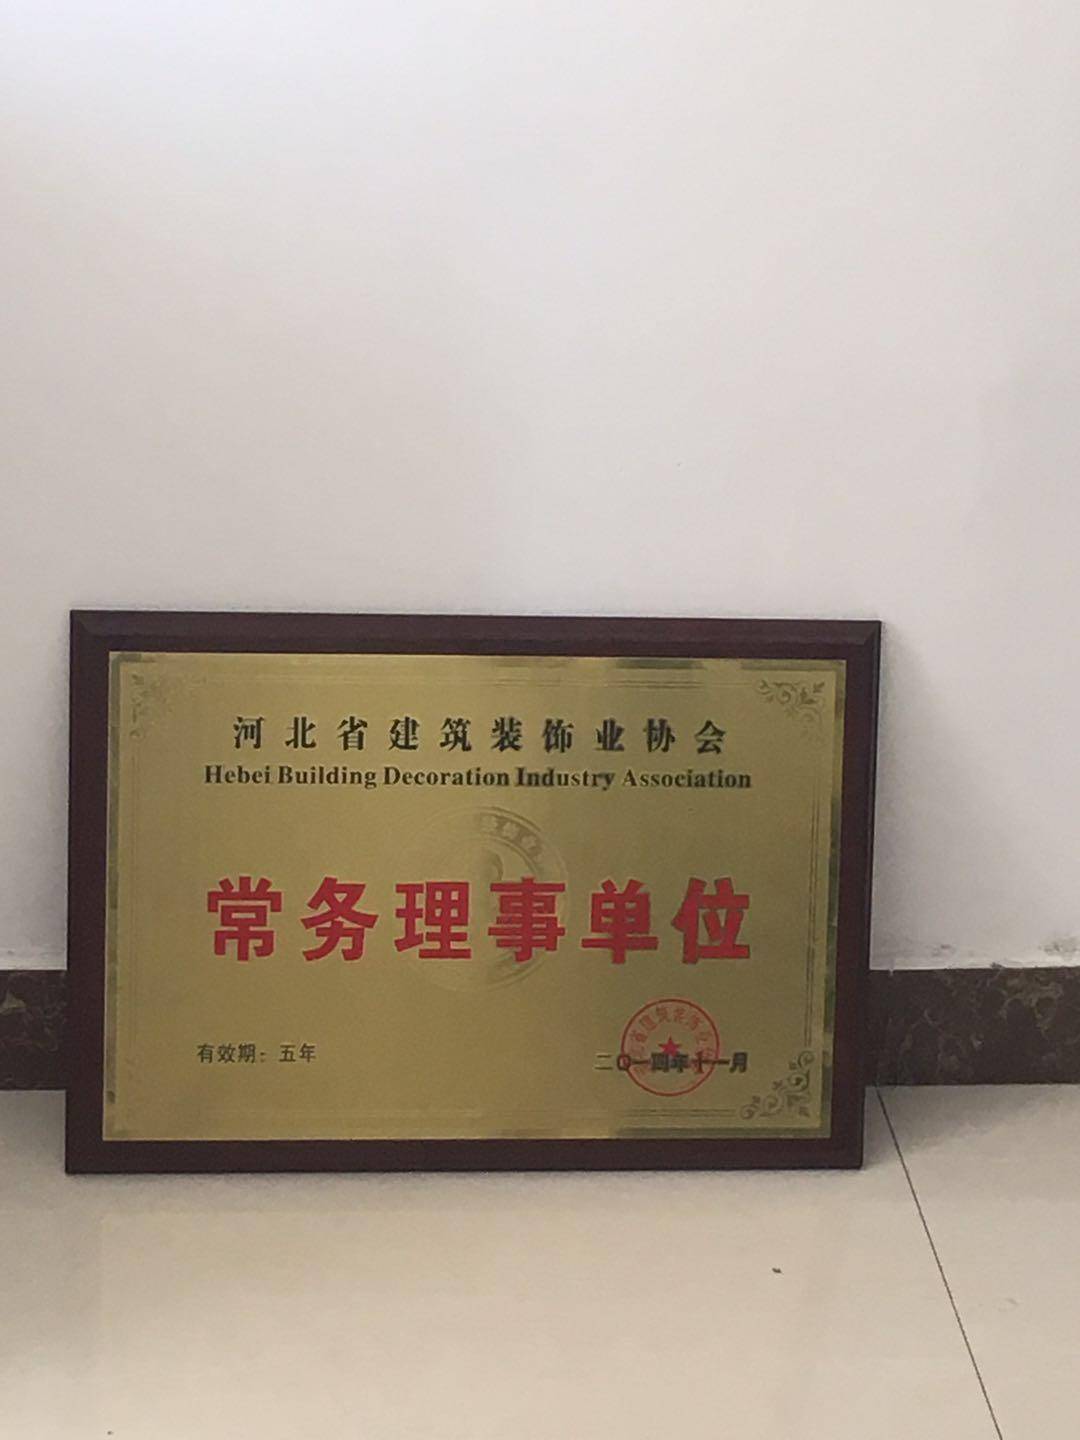 河北省建筑装饰业协会
Hebei Building Decoration Industry Association
常务理事单位
有效期：五年
二〇一四年十一月